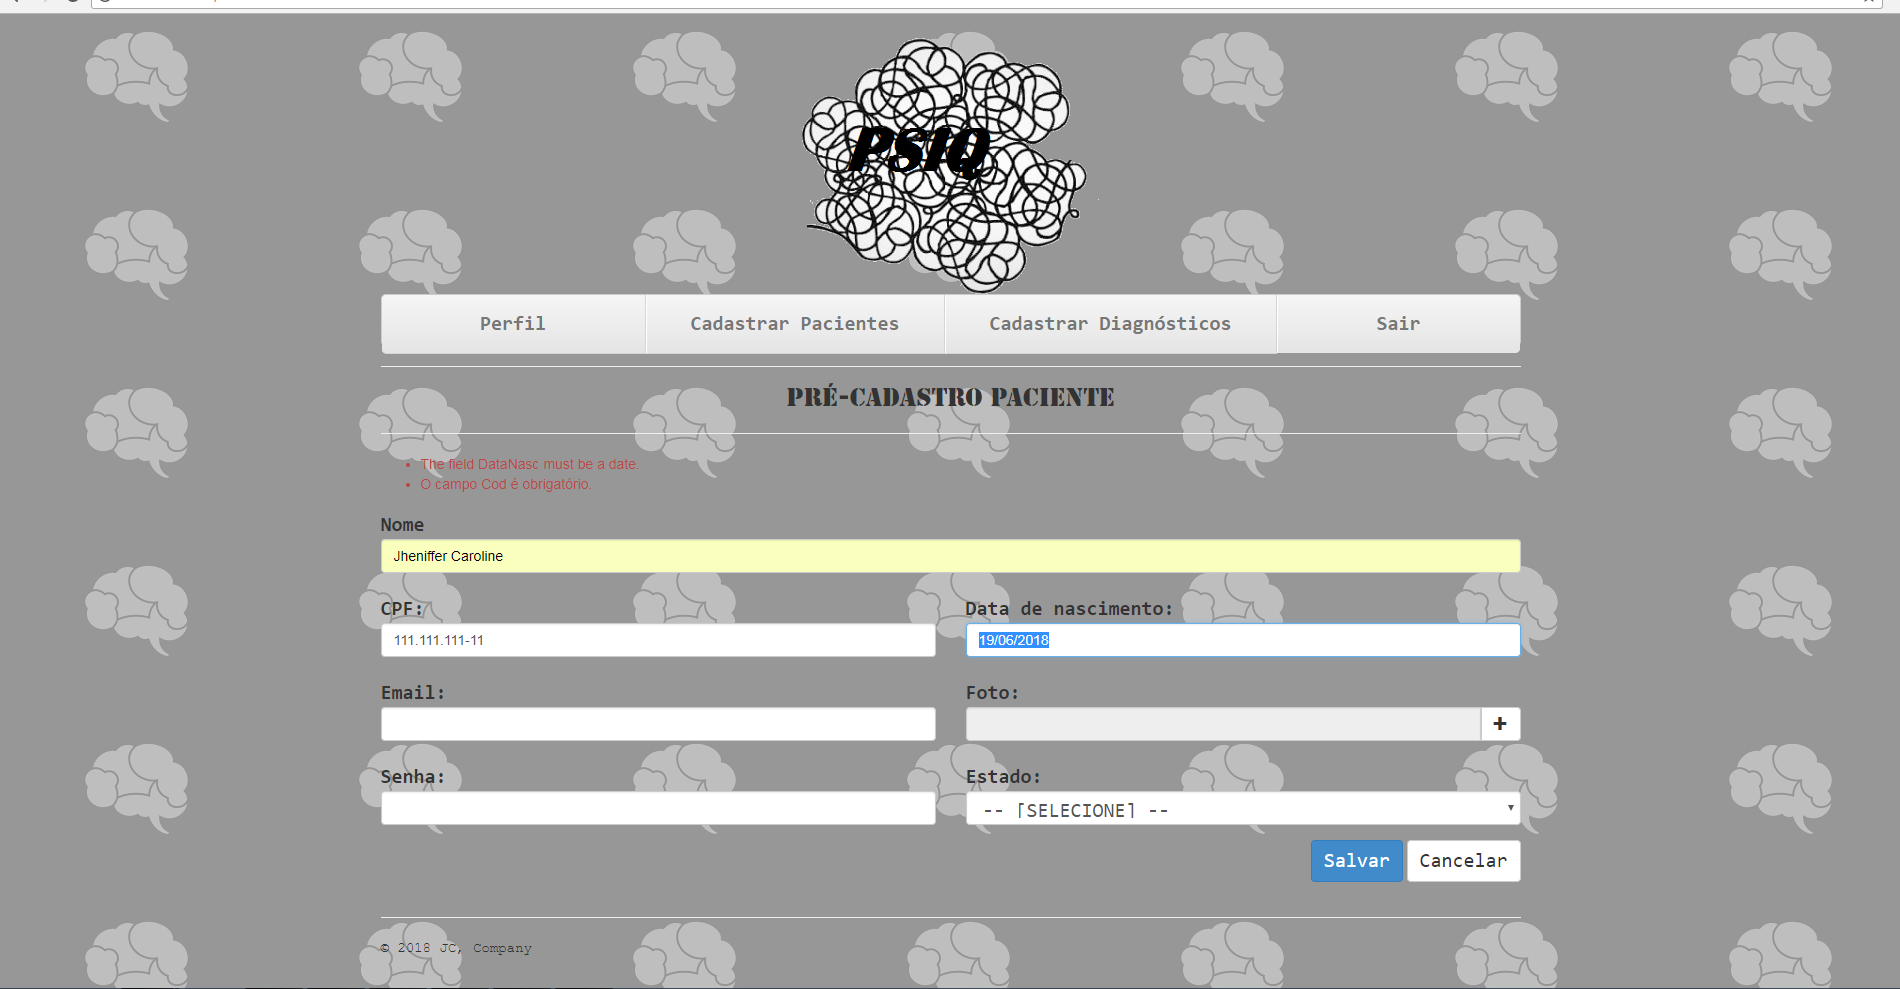 PSIQ
Perfil Cadastrar Pacientes Cadastrar Diagnósticos Sair
PRÉ-CADASTRO PACIENTE
The field DataNasc must be a date.
O campo Cod é obrigatório.
Nome
Jheniffer Caroline
CPF: Data de nascimento:
111.111.111-11 19/06/2018
Email: Foto:
+
Senha: Estado:
-- [SELECIONE] --
Salvar Cancelar
© 2018 JC, Company